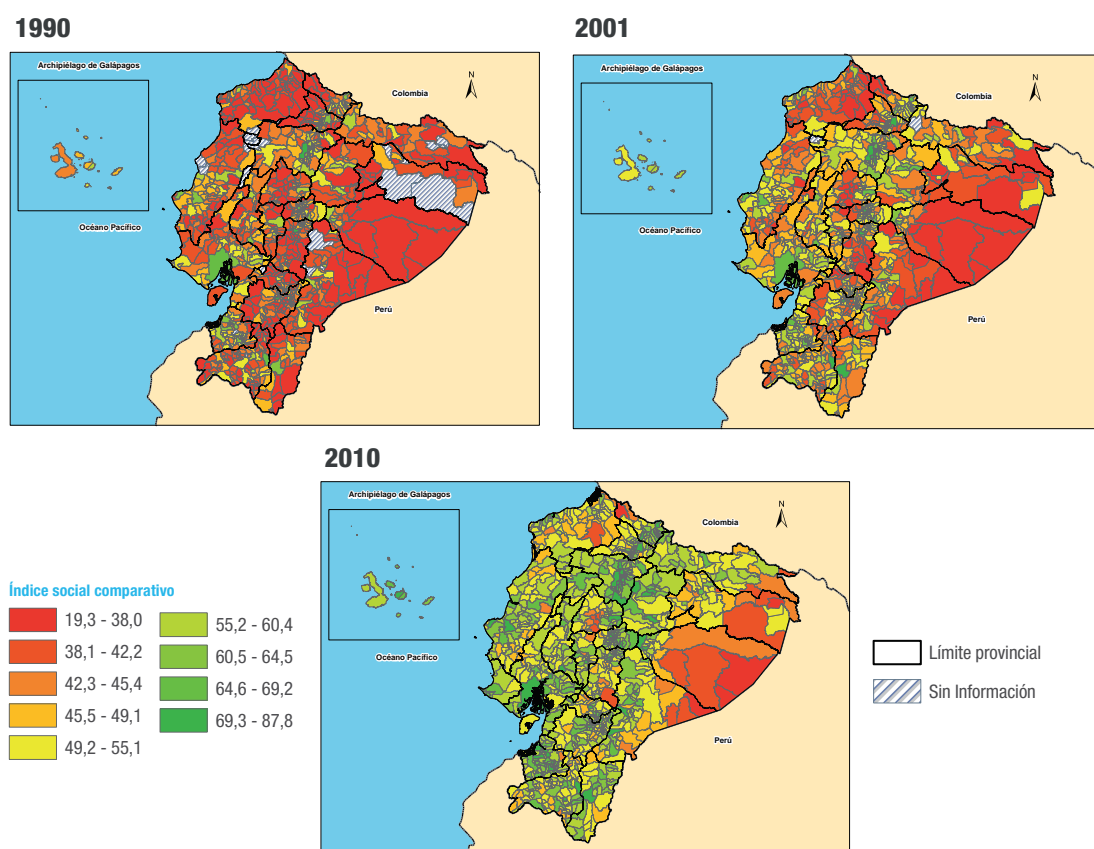 1990
Archipiélago de Galápagos
N
Colombia
Océano Pacífico
Perú
2001
Archipiélago de Galápagos
N
Colombia
Océano Pacífico
Perú
2010
Archipiélago de Galápagos
N
Colombia
Océano Pacífico
Perú
Índice social comparativo
19,3 - 38,0
38,1 - 42,2
42,3 - 45,4
45,5 - 49,1
49,2 - 55,1
55,2 - 60,4
60,5 - 64,5
64,6 - 69,2
69,3 - 87,8
Límite provincial
Sin Información